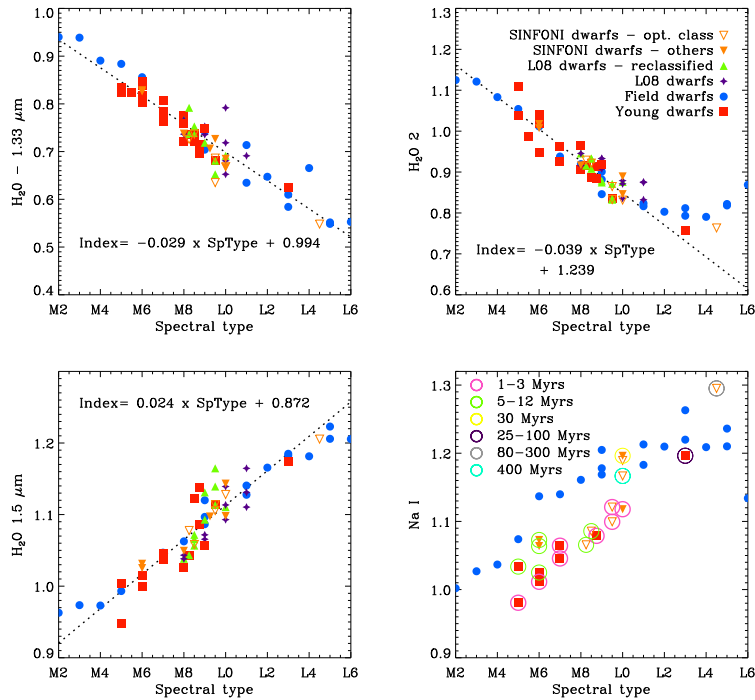 1.0
0.9
0.8
0.7
0.6
0.5
0.4
H₂O – 1.33 μm
Index= −0.029 x SpType + 0.994
M2 M4 M6 M8 L0 L2 L4 L6
Spectral type
1.3
1.2
1.1
1.0
0.9
0.8
0.7
0.6
H₂O 2
SINFONI dwarfs – opt. class
SINFONI dwarfs – others
L08 dwarfs – reclassified
L08 dwarfs
Field dwarfs
Young dwarfs
Index= −0.039 x SpType
+ 1.239
M2 M4 M6 M8 L0 L2 L4 L6
Spectral type
1.2
1.1
1.0
0.9
H₂O 1.5 μm
Index= 0.024 x SpType + 0.872
M2 M4 M6 M8 L0 L2 L4 L6
Spectral type
1.3
1.2
1.1
1.0
0.9
Na I
1−3 Myrs
5−12 Myrs
30 Myrs
25−100 Myrs
80−300 Myrs
400 Myrs
M2 M4 M6 M8 L0 L2 L4 L6
Spectral type